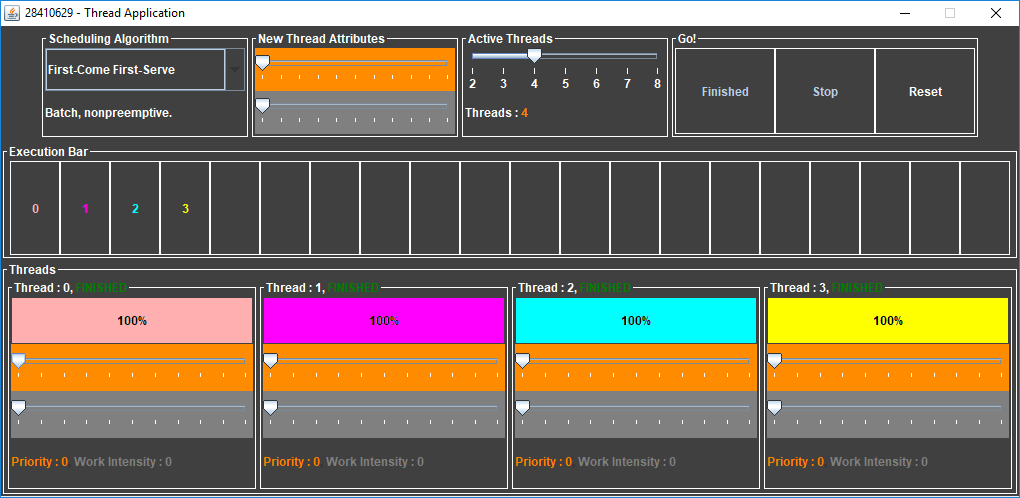 28410629 - Thread Application
Scheduling Algorithm
First-Come First-Serve
Batch, nonpreemptive.
New Thread Attributes
Active Threads
2 3 4 5 6 7 8
Threads : 4
Go!
Finished Stop Reset
Execution Bar
0 1 2 3
Threads
Thread : 0, FINISHED
100%
Priority : 0 Work Intensity : 0
Thread : 1, FINISHED
100%
Priority : 0 Work Intensity : 0
Thread : 2, FINISHED
100%
Priority : 0 Work Intensity : 0
Thread : 3, FINISHED
100%
Priority : 0 Work Intensity : 0